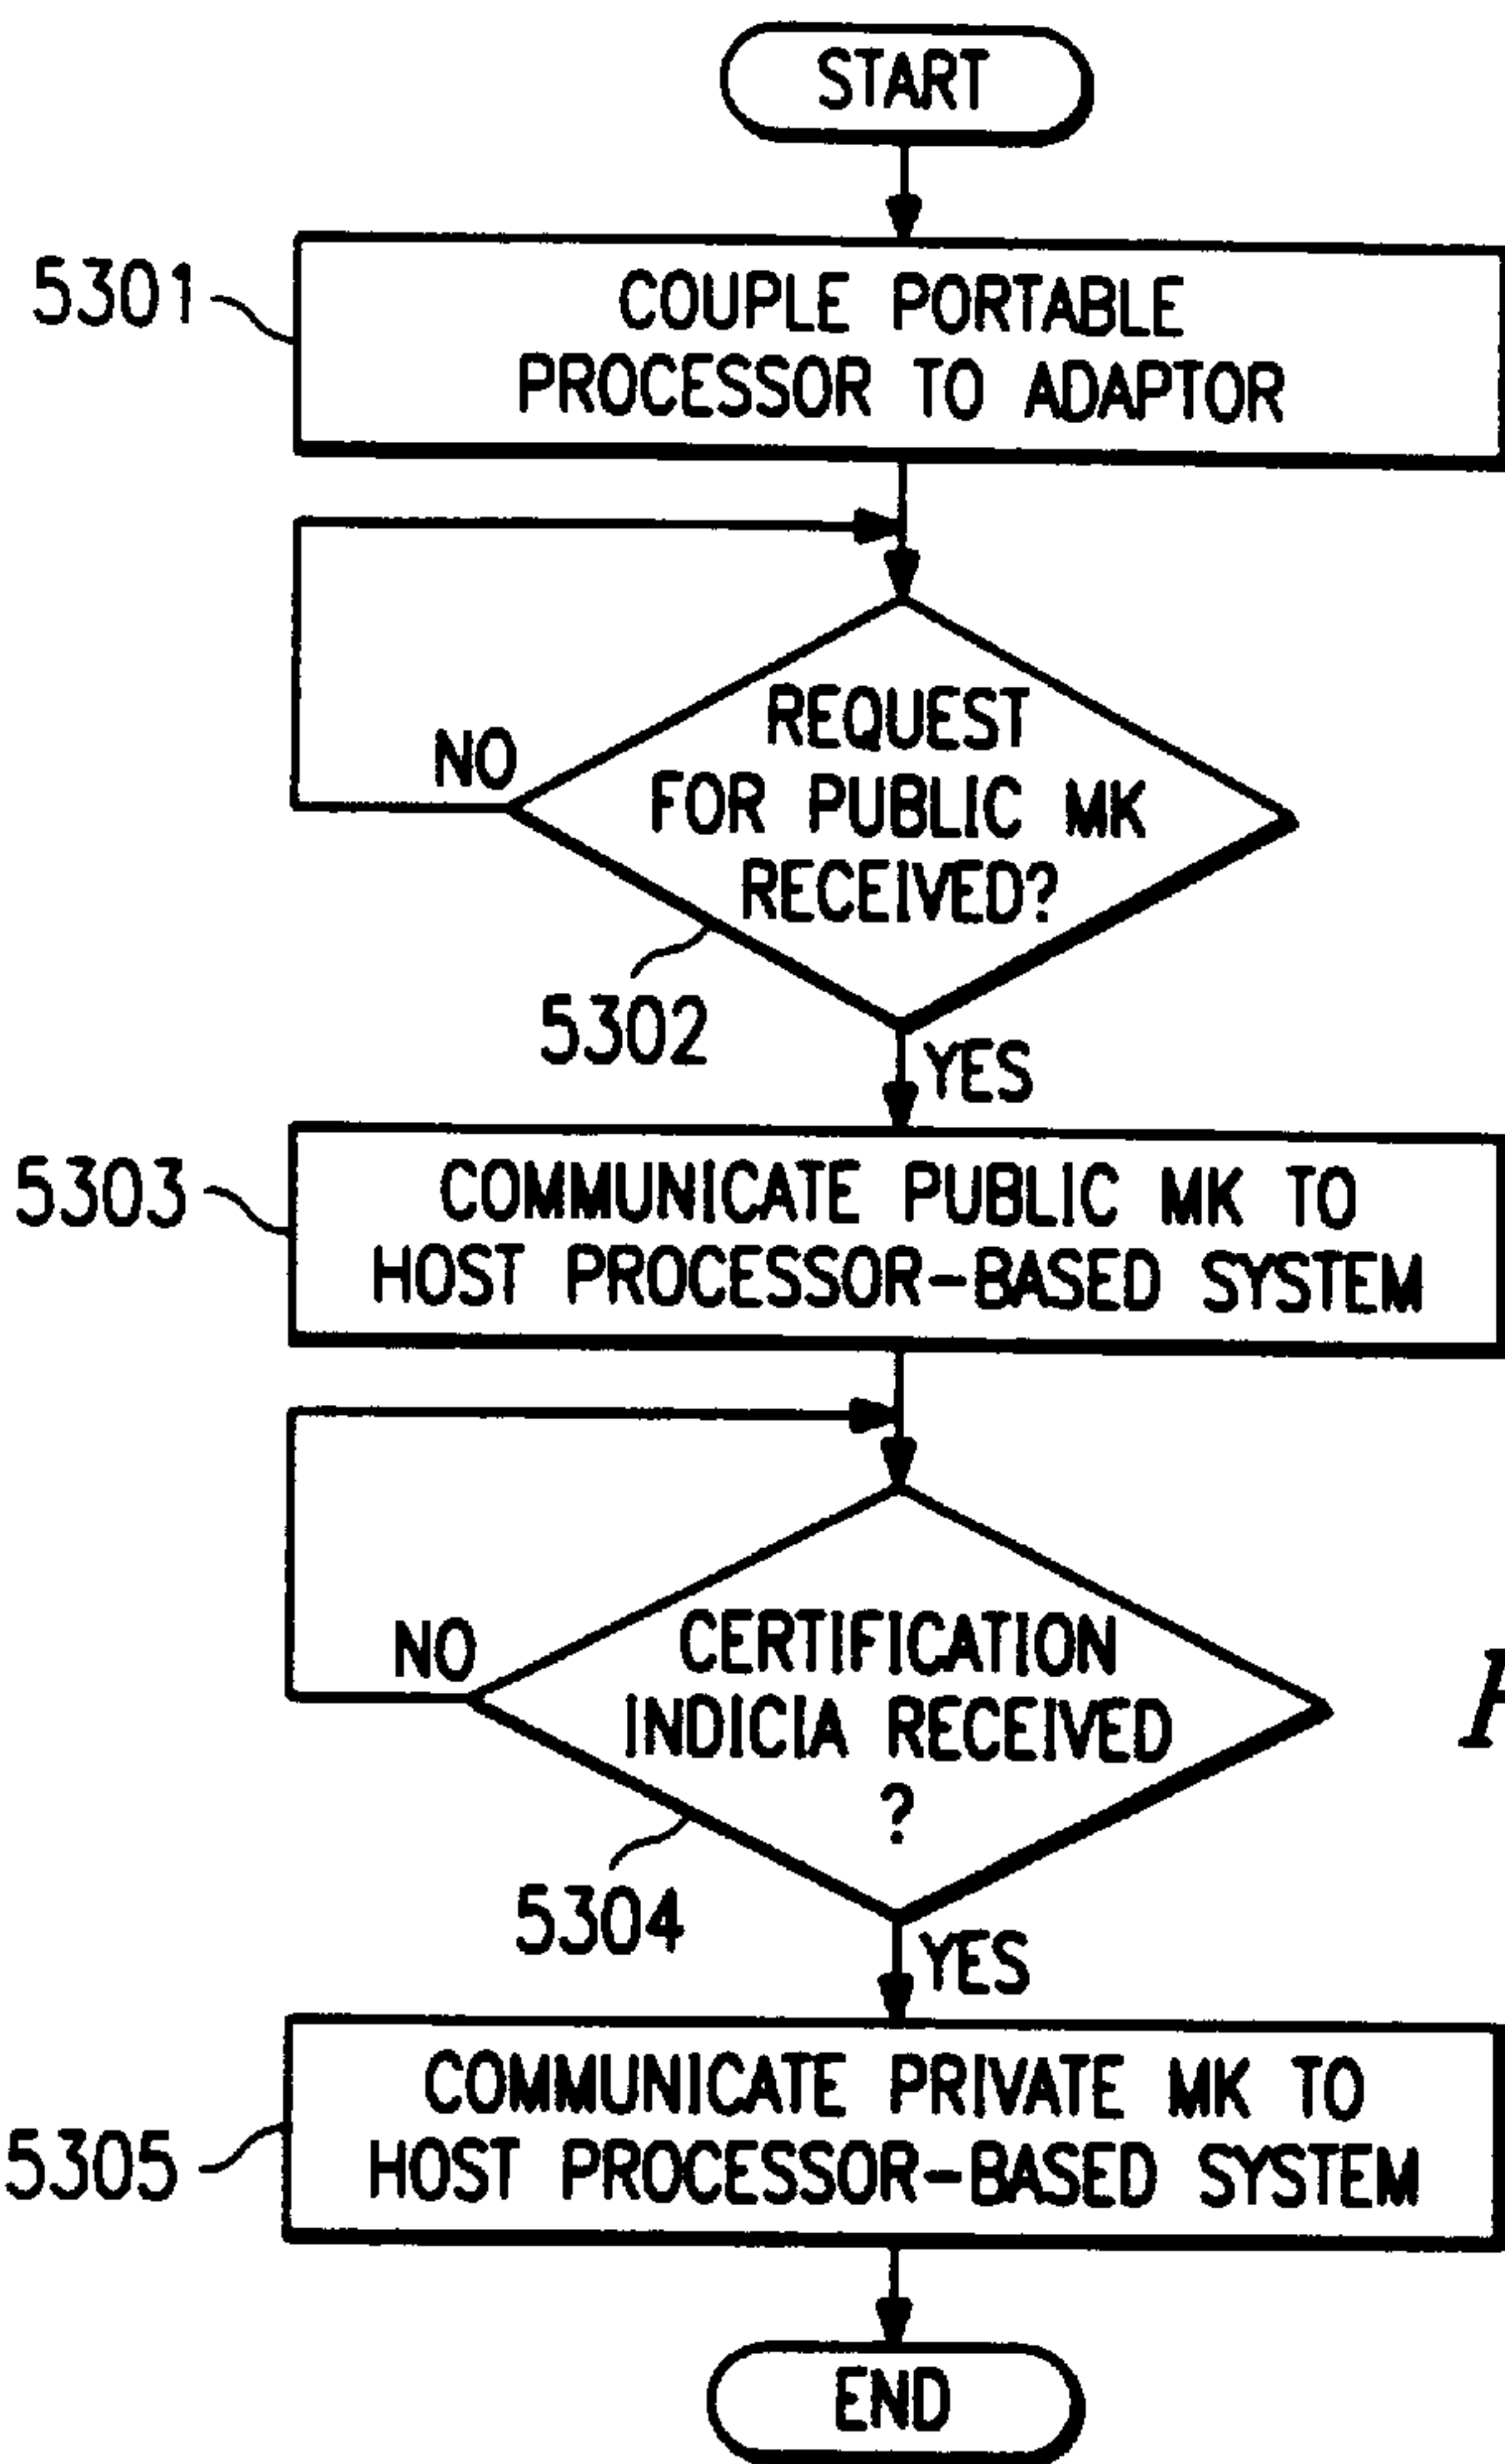 START
5301
COUPLE PORTABLE
PROCESSOR TO ADAPTOR
NO
REQUEST
FOR PUBLIC MK
RECEIVED?
5302
YES
5303
COMMUNICATE PUBLIC MK TO
HOST PROCESSOR-BASED SYSTEM
NO
CERTIFICATION
INDICIA RECEIVED
?
5304
YES
5305
COMMUNICATE PRIVATE MK TO
HOST PROCESSOR-BASED SYSTEM
END